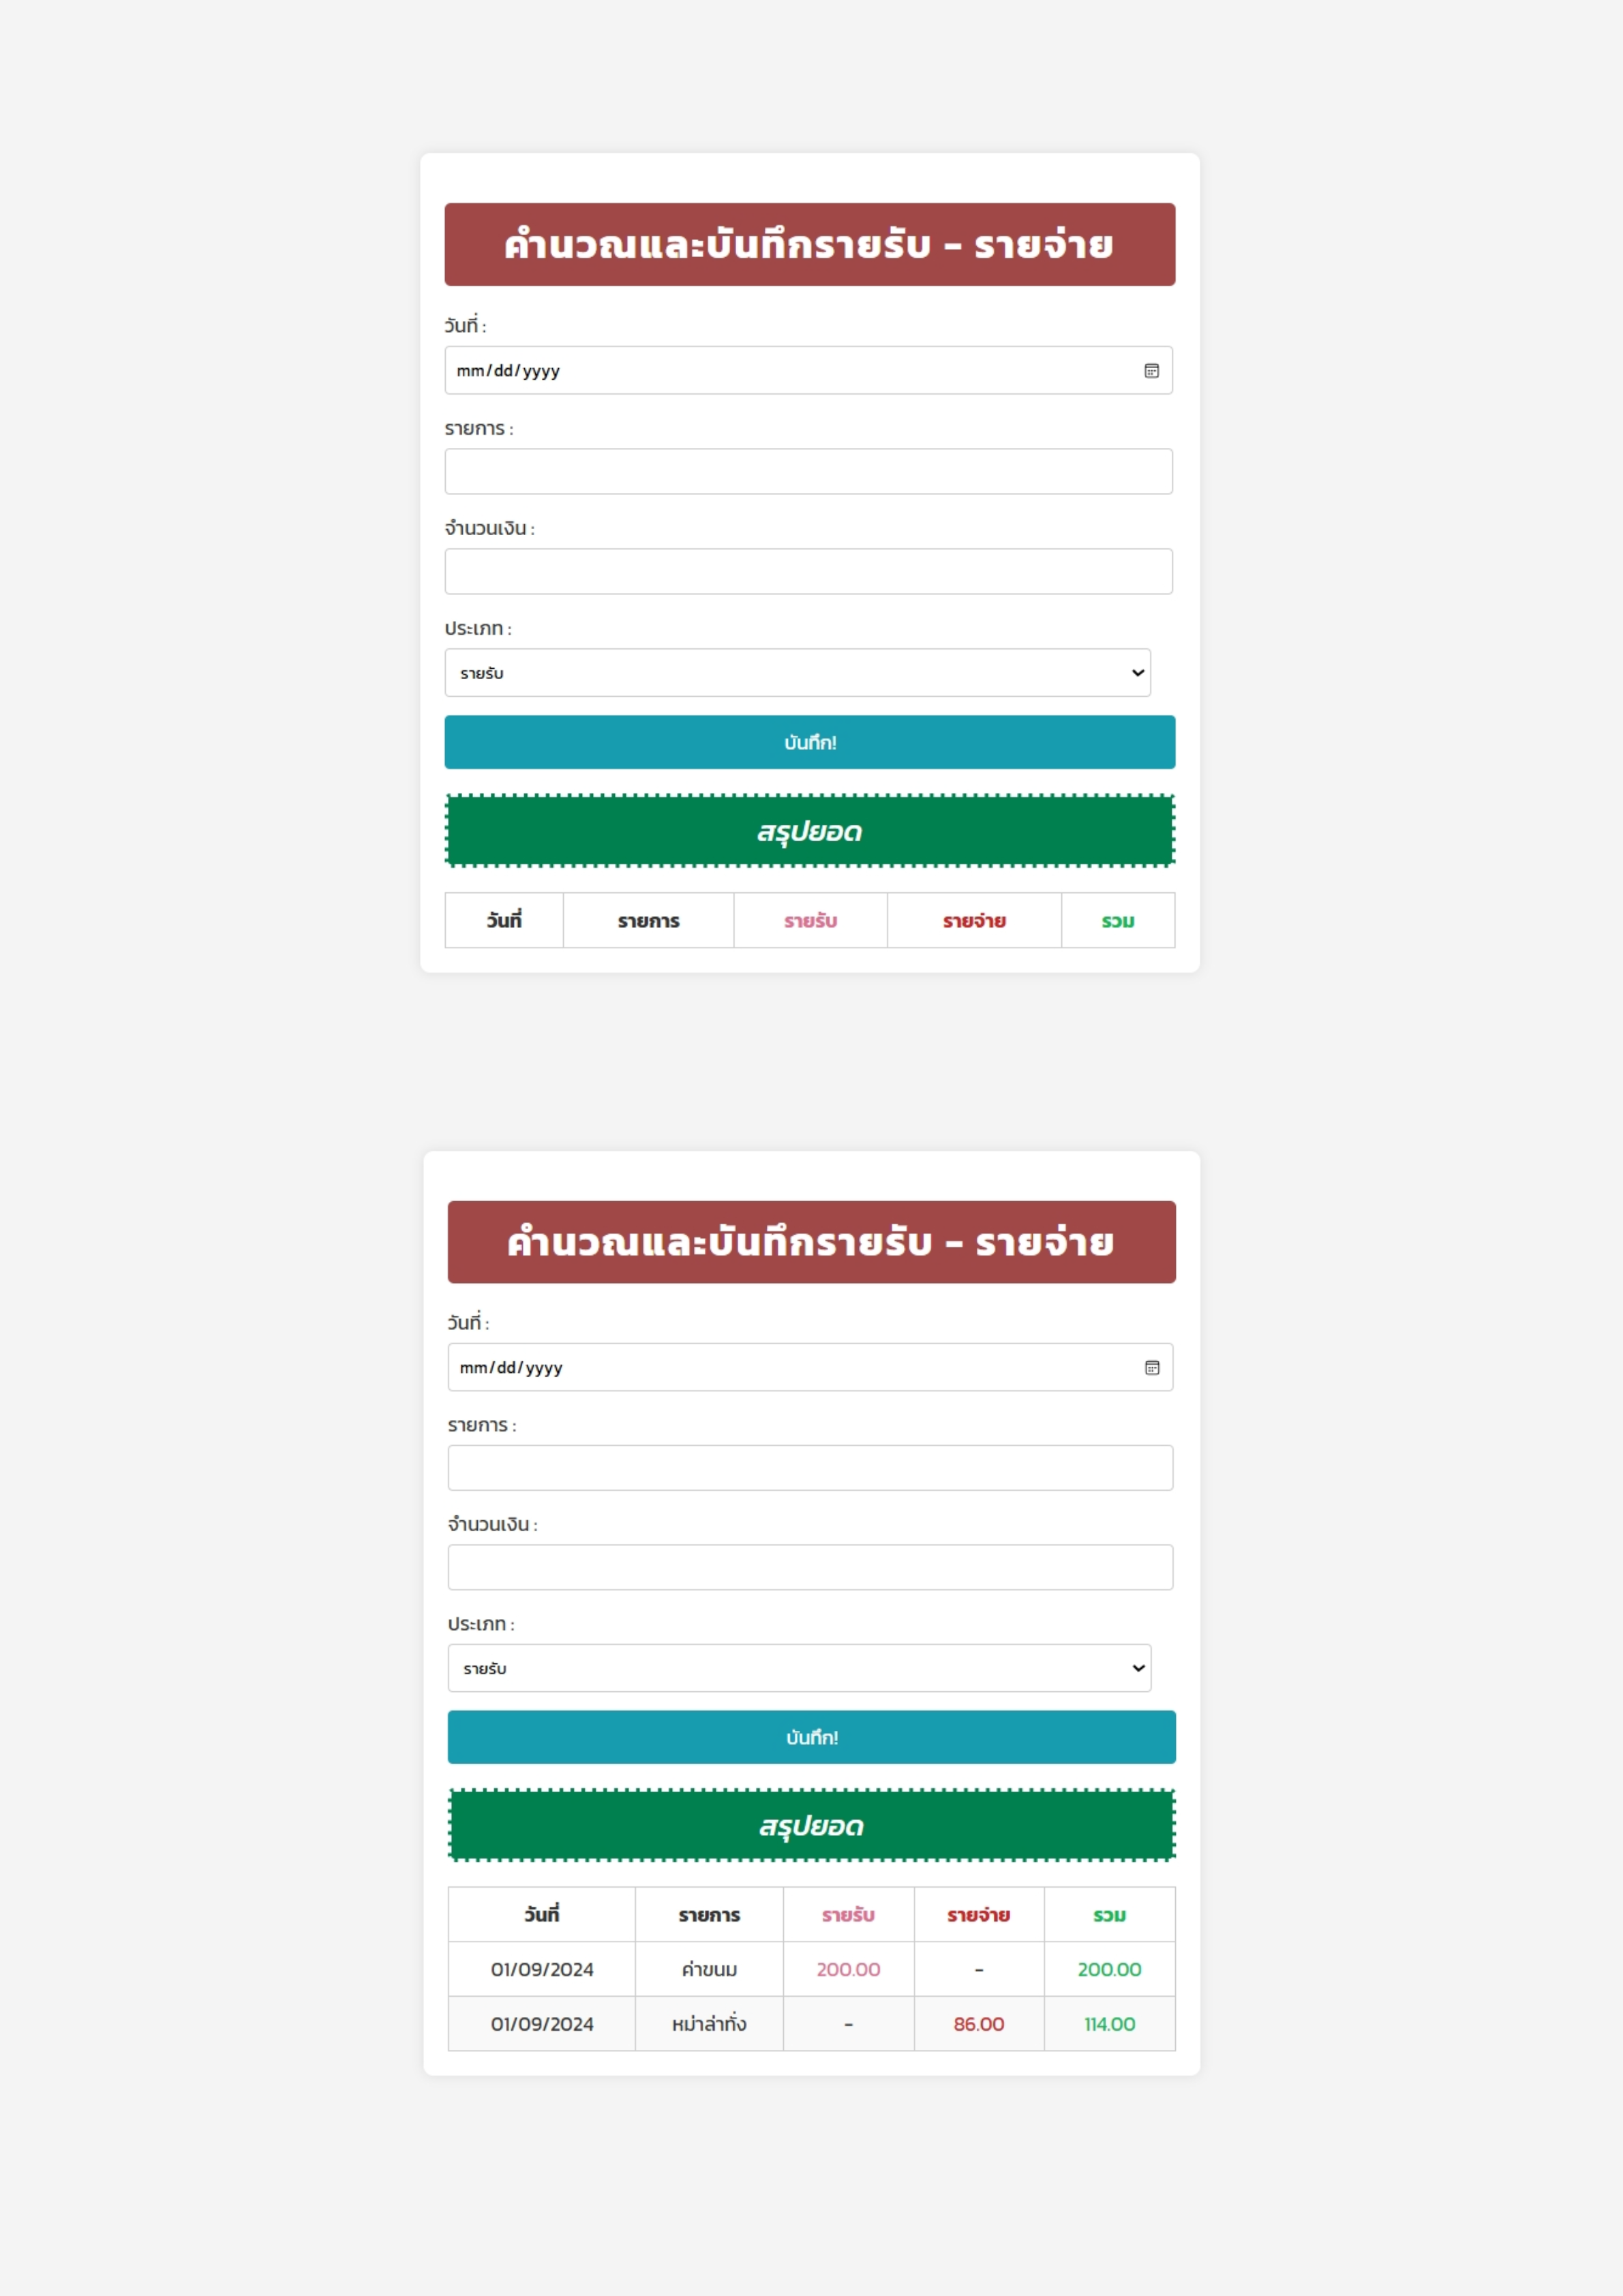 คำนวณและบันทึกรายรับ - รายจ่าย
วันที่ :
mm/dd/yyyy
รายการ :
จำนวนเงิน :
ประเภท :
รายรับ
บันทึก!
สรุปยอด
วันที่ รายการ รายรับ รายจ่าย รวม
คำนวณและบันทึกรายรับ - รายจ่าย
วันที่ :
mm/dd/yyyy
รายการ :
จำนวนเงิน :
ประเภท :
รายรับ
บันทึก!
สรุปยอด
วันที่ รายการ รายรับ รายจ่าย รวม
01/09/2024 ค่าขนม 200.00 - 200.00
01/09/2024 หม่าล่าทั่ง - 86.00 114.00